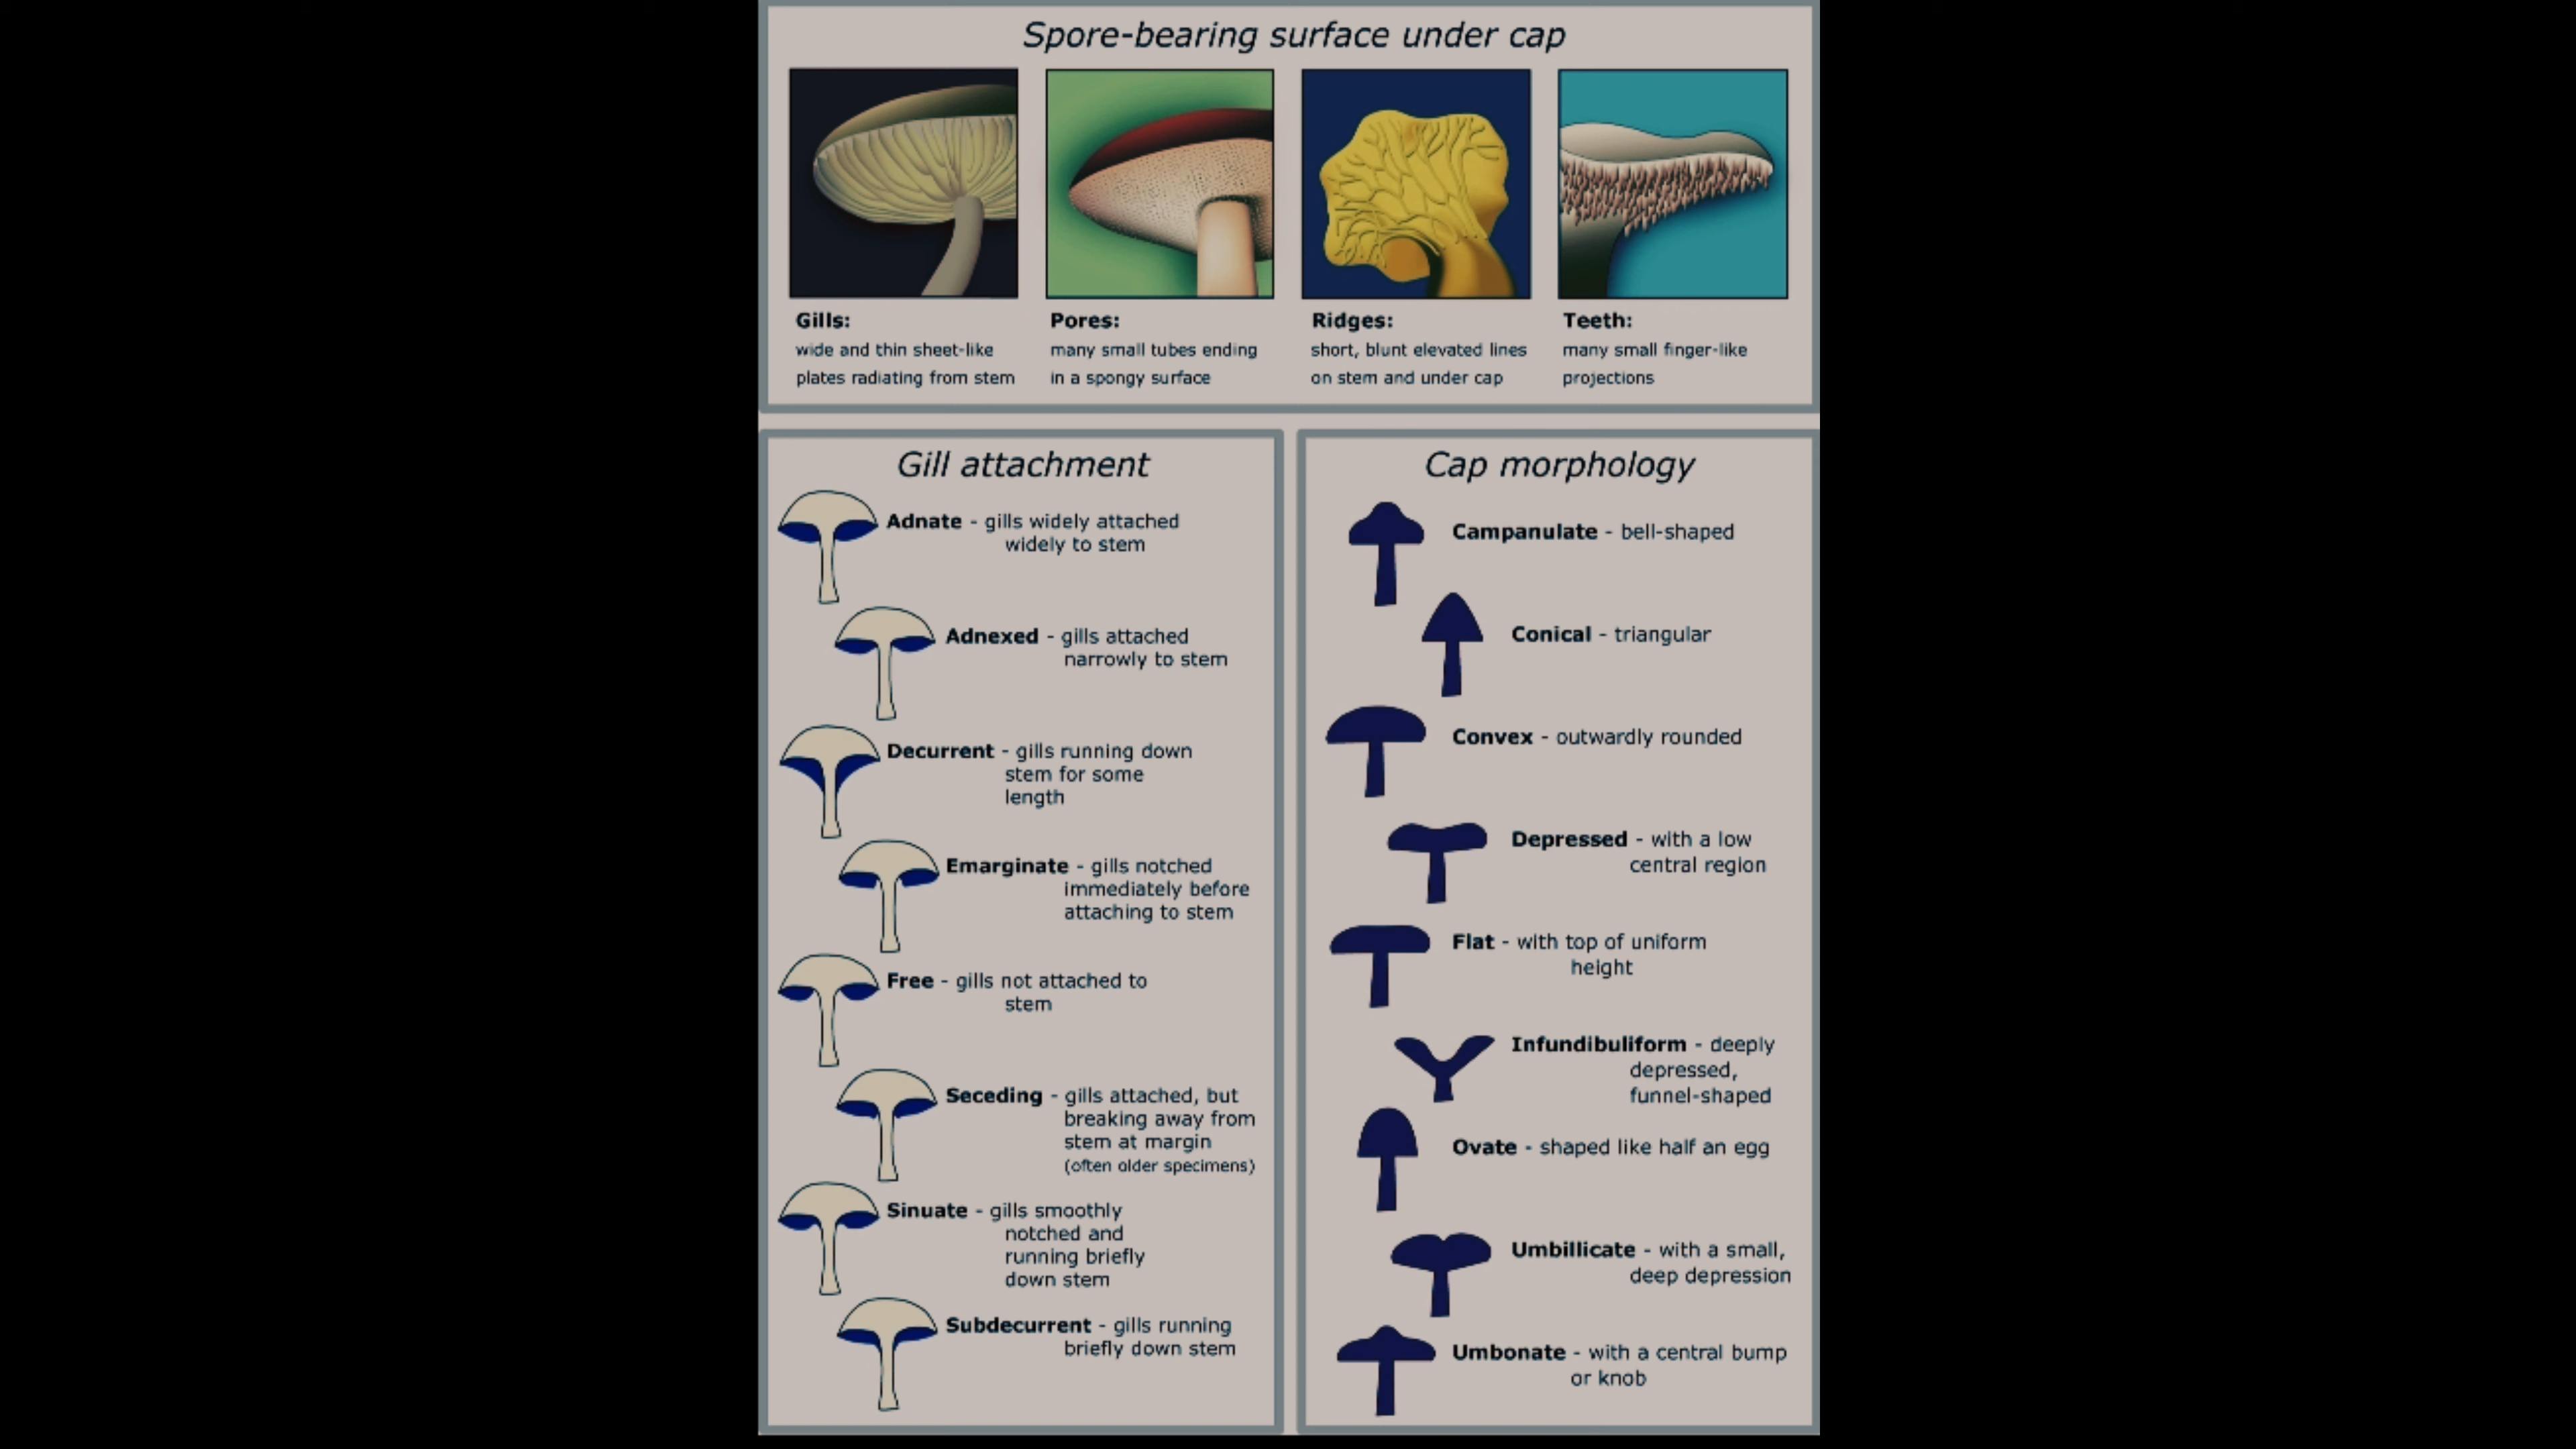 Spore-bearing surface under cap
Gills:
wide and thin sheet-like
plates radiating from stem
Pores:
many small tubes ending
in a spongy surface
Ridges:
short, blunt elevated lines
on stem and under cap
Teeth:
many small finger-like
projections
Gill attachment
Adnate - gills widely attached
widely to stem
Adnexed - gills attached
narrowly to stem
Decurrent - gills running down
stem for some
length
Emarginate - gills notched
immediately before
attaching to stem
Free - gills not attached to
stem
Seceding - gills attached, but
breaking away from
stem at margin
(often older specimens)
Sinuate - gills smoothly
notched and
running briefly
down stem
Subdecurrent - gills running
briefly down stem
Cap morphology
Campanulate - bell-shaped
Conical - triangular
Convex - outwardly rounded
Depressed - with a low
central region
Flat - with top of uniform
height
Infundibuliform - deeply
depressed,
funnel-shaped
Ovate - shaped like half an egg
Umbillicate - with a small,
deep depression
Umbonate - with a central bump
or knob